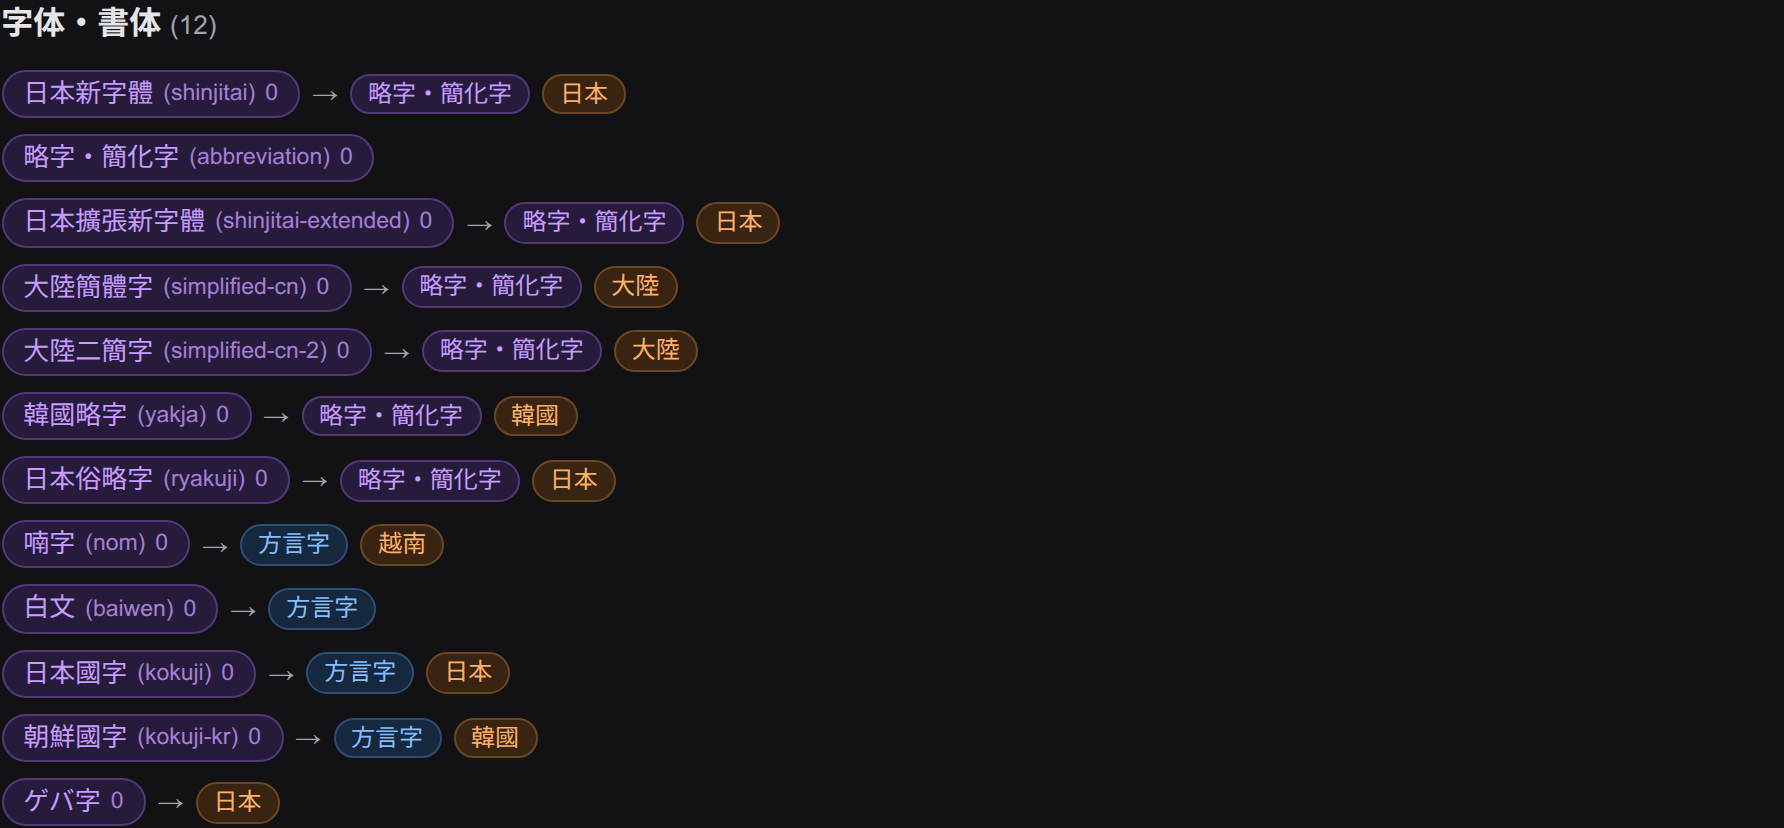 字体・書体 (12)
日本新字體 (shinjitai) 0 → 略字・簡化字 日本
略字・簡化字 (abbreviation) 0
日本擴張新字體 (shinjitai-extended) 0 → 略字・簡化字 日本
大陸簡體字 (simplified-cn) 0 → 略字・簡化字 大陸
大陸二簡字 (simplified-cn-2) 0 → 略字・簡化字 大陸
韓國略字 (yakja) 0 → 略字・簡化字 韓國
日本俗略字 (ryakuji) 0 → 略字・簡化字 日本
喃字 (nom) 0 → 方言字 越南
白文 (baiwen) 0 → 方言字
日本國字 (kokuji) 0 → 方言字 日本
朝鮮國字 (kokuji-kr) 0 → 方言字 韓國
ゲバ字 0 → 日本